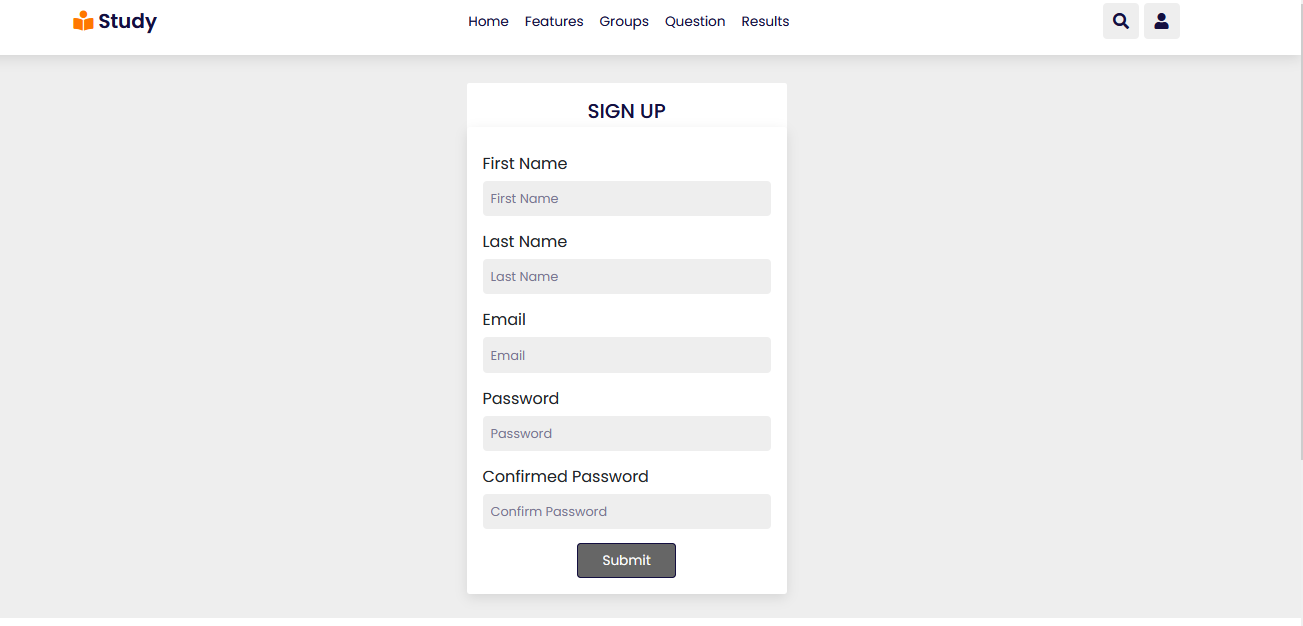 Study
Home Features Groups Question Results
SIGN UP
First Name
First Name
Last Name
Last Name
Email
Email
Password
Password
Confirmed Password
Confirm Password
Submit